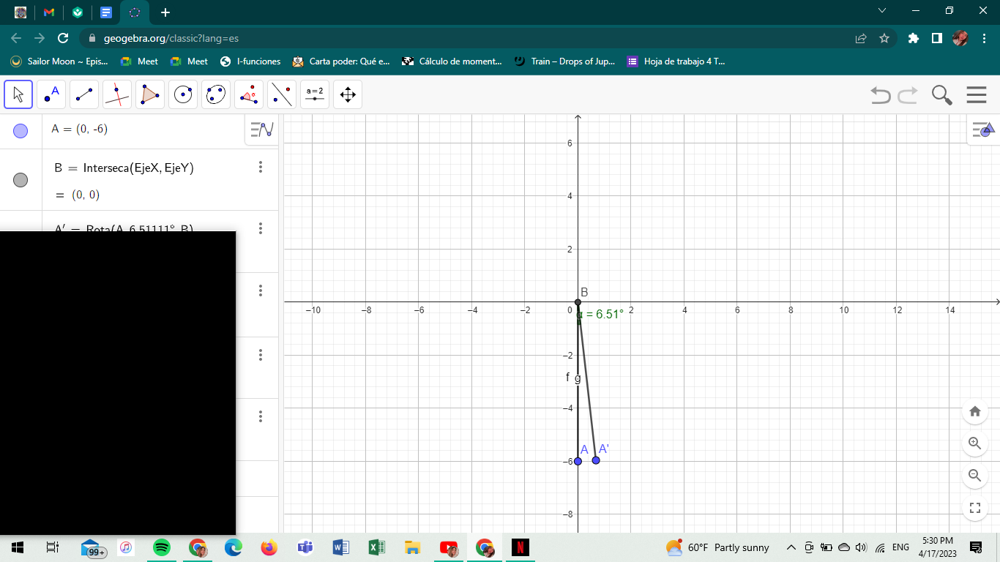 geogebra.org/classic?lang=es
Sailor Moon ~ Epis...
Meet
Meet
I-funciones
Carta poder: Qué e...
Cálculo de moment...
Train – Drops of Jup...
Hoja de trabajo 4 T...
A
a=2
A = (0, -6)
B = Interseca(EjeX, EjeY)
= (0, 0)
A′ = Rota(A, 6.51111°, B)
6
4
2
B
−10
−8
−6
−4
−2
0
2
4
6
8
10
12
14
α = 6.51°
−2
f g
−4
A A'
−6
−8
99+
60°F Partly sunny
ENG
5:30 PM
4/17/2023